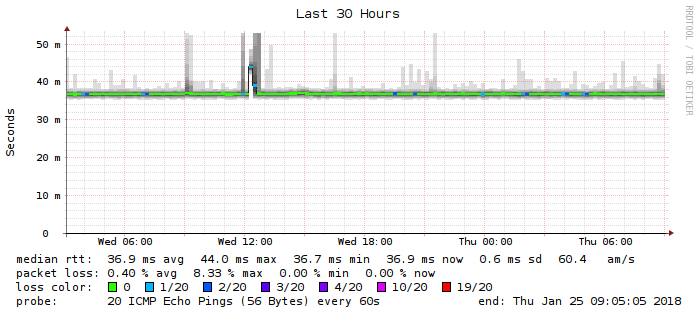 Last 30 Hours
RRDTOOL / TOBI OETIKER
Seconds
50 m
40 m
30 m
20 m
10 m
0
Wed 06:00 Wed 12:00 Wed 18:00 Thu 00:00 Thu 06:00
median rtt: 36.9 ms avg 44.0 ms max 36.7 ms min 36.9 ms now 0.6 ms sd 60.4 am/s
packet loss: 0.40 % avg 8.33 % max 0.00 % min 0.00 % now
loss color: 0 1/20 2/20 3/20 4/20 10/20 19/20
probe: 20 ICMP Echo Pings (56 Bytes) every 60s end: Thu Jan 25 09:05:05 2018